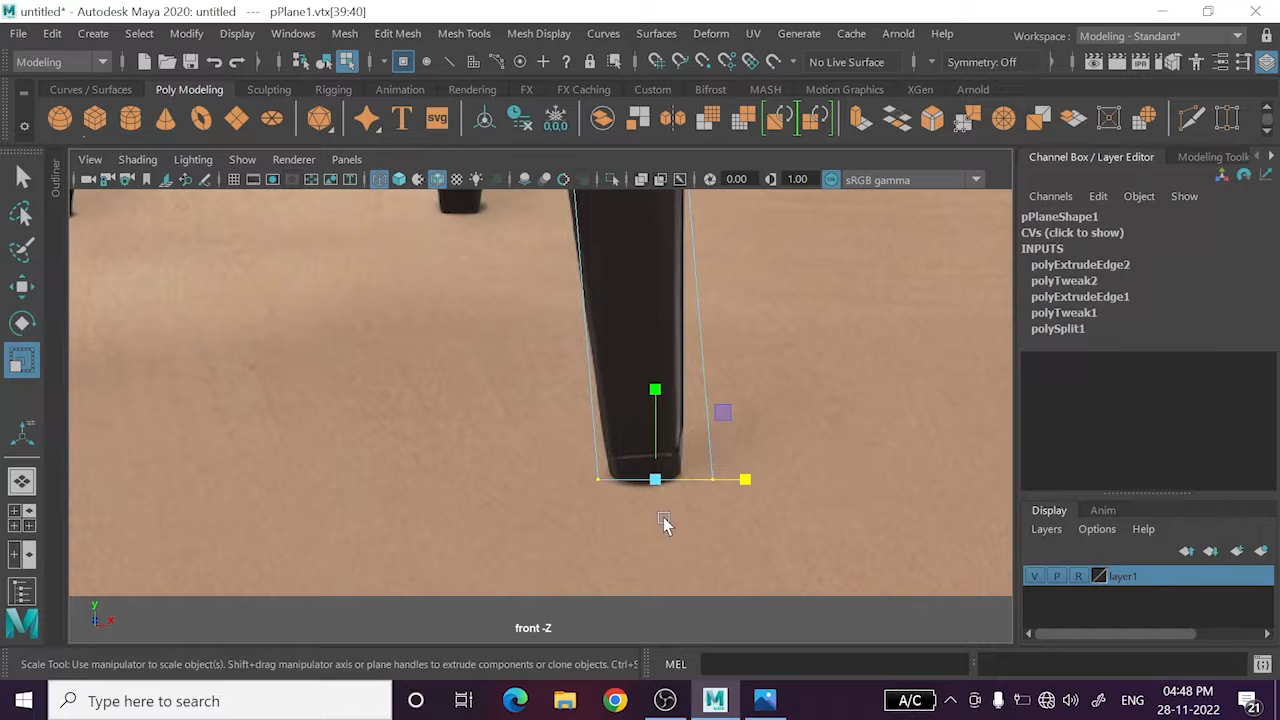 untitled* - Autodesk Maya 2020: untitled --- pPlane1.vtx[39:40]
File Edit Create Select Modify Display Windows Mesh Edit Mesh Mesh Tools Mesh Display Curves Surfaces Deform UV Generate Cache Arnold Help Workspace : Modeling - Standard*
Modeling No Live Surface Symmetry: Off
Curves / Surfaces Poly Modeling Sculpting Rigging Animation Rendering FX FX Caching Custom Bifrost MASH Motion Graphics XGen Arnold
T svg 0,0,0
View Shading Lighting Show Renderer Panels
0.00 1.00 sRGB gamma
Outliner
Channel Box / Layer Editor Modeling Toolk
Channels Edit Object Show
pPlaneShape1
CVs (click to show)
INPUTS
polyExtrudeEdge2
polyTweak2
polyExtrudeEdge1
polyTweak1
polySplit1
Display Anim
Layers Options Help
V P R layer1
y x
front -Z
Scale Tool: Use manipulator to scale object(s). Shift+drag manipulator axis or plane handles to extrude components or clone objects. Ctrl+S
MEL
Type here to search
A/C ENG 04:48 PM 28-11-2022 21